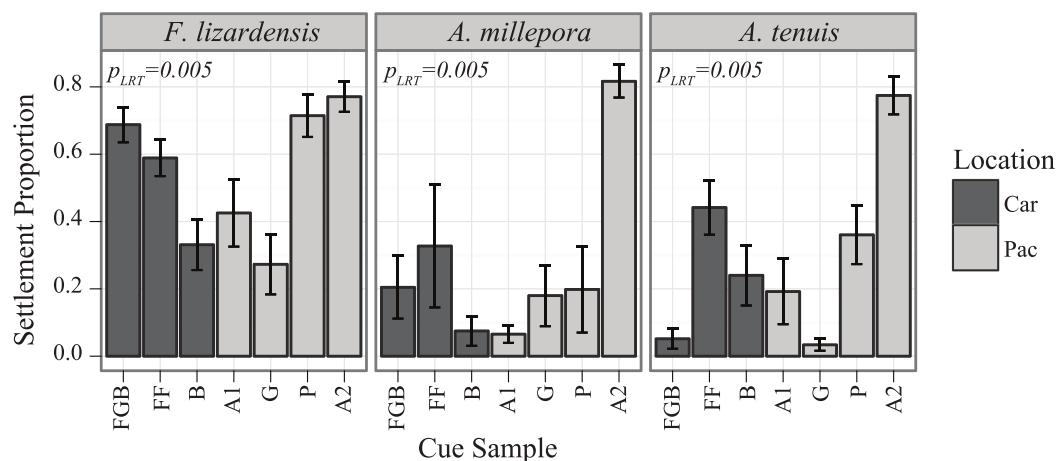 F. lizardensis
A. millepora
A. tenuis
p_LRT=0.005
p_LRT=0.005
p_LRT=0.005
Settlement Proportion
0.8
0.6
0.4
0.2
0.0
FGB FF B A1 G P A2
FGB FF B A1 G P A2
FGB FF B A1 G P A2
Cue Sample
Location
Car
Pac